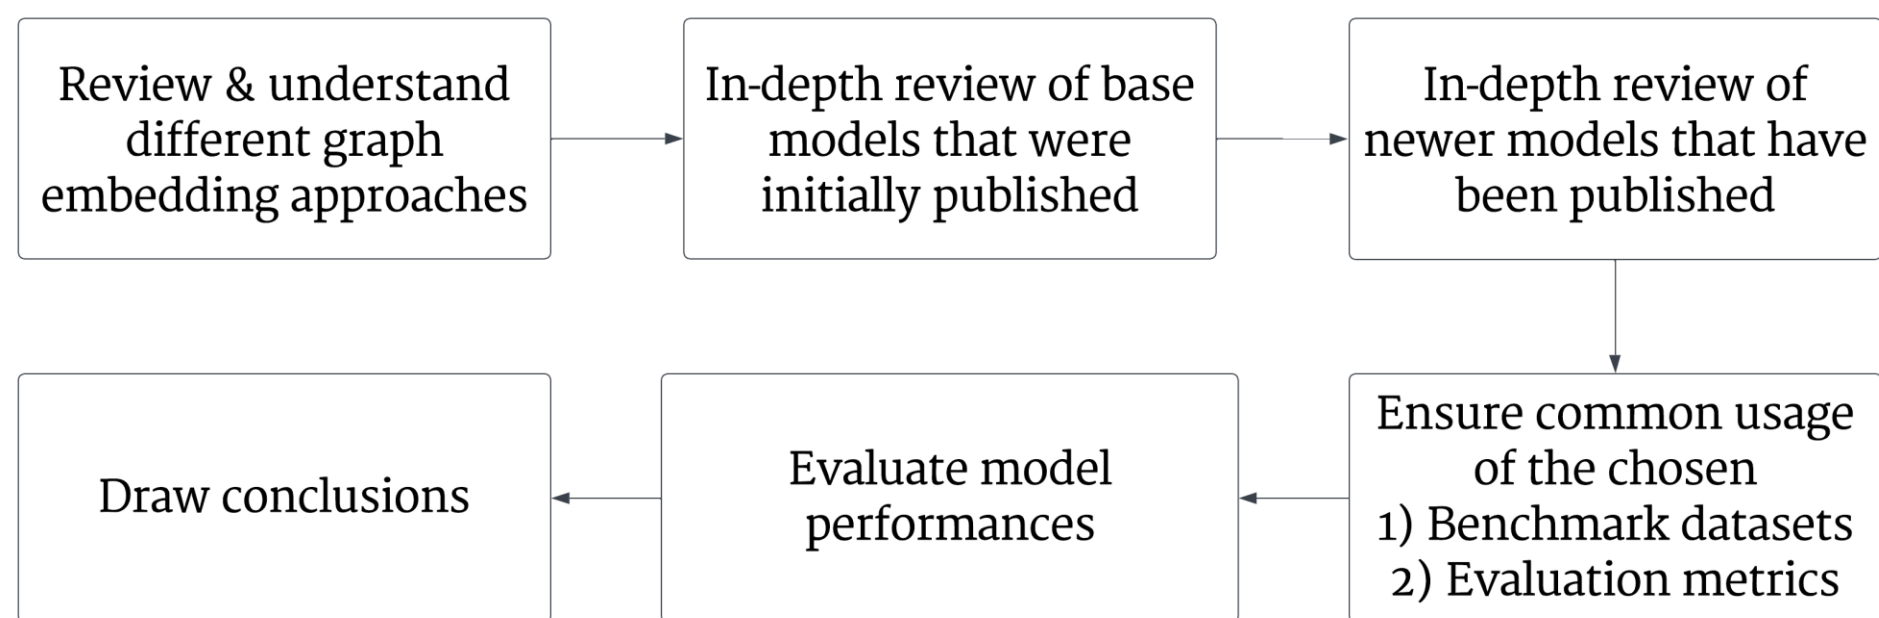 Review & understand
different graph
embedding approaches
In-depth review of base
models that were
initially published
In-depth review of
newer models that have
been published
Ensure common usage
of the chosen
1) Benchmark datasets
2) Evaluation metrics
Evaluate model
performances
Draw conclusions